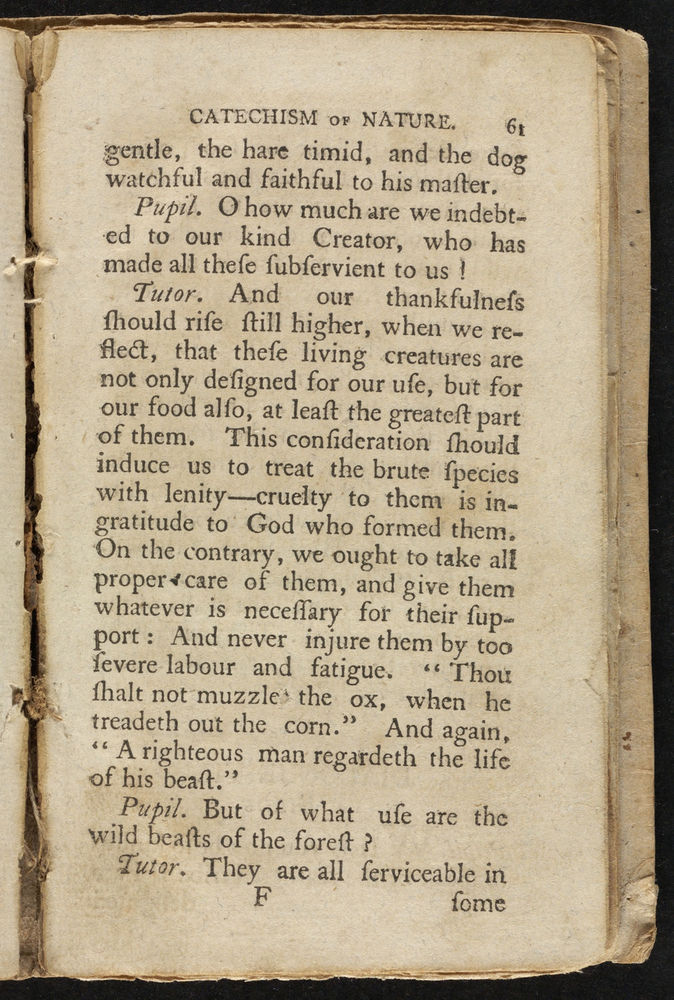 CATECHISM OF NATURE. 61
gentle, the hare timid, and the dog
watchful and faithful to his maſter.
Pupil. O how much are we indebt-
ed to our kind Creator, who has
made all theſe ſubſervient to us !
Tutor. And our thankfulneſs
ſhould riſe ſtill higher, when we re-
flect, that theſe living creatures are
not only deſigned for our uſe, but for
our food alſo, at leaſt the greateſt part
of them. This conſideration ſhould
induce us to treat the brute ſpecies
with lenity—cruelty to them is in-
gratitude to God who formed them.
On the contrary, we ought to take all
proper care of them, and give them
whatever is neceſſary for their ſup-
port : And never injure them by too
ſevere labour and fatigue. “ Thou
ſhalt not muzzle the ox, when he
treadeth out the corn.” And again,
“ A righteous man regardeth the life
of his beaſt.”
Pupil. But of what uſe are the
wild beaſts of the foreſt ?
Tutor. They are all ſerviceable in
F ſome